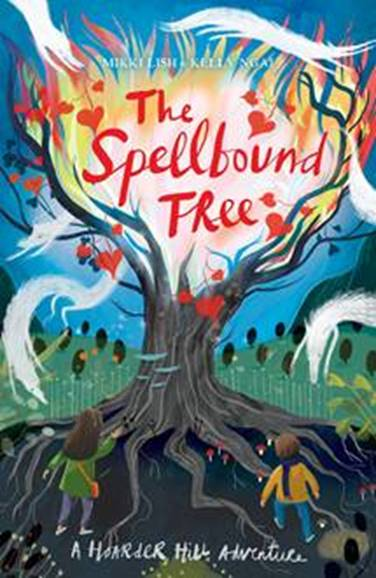 MIKKI LISH & KELLY NGAI
The
Spellbound
TREE
A HOARDER HILL ADVENTURE